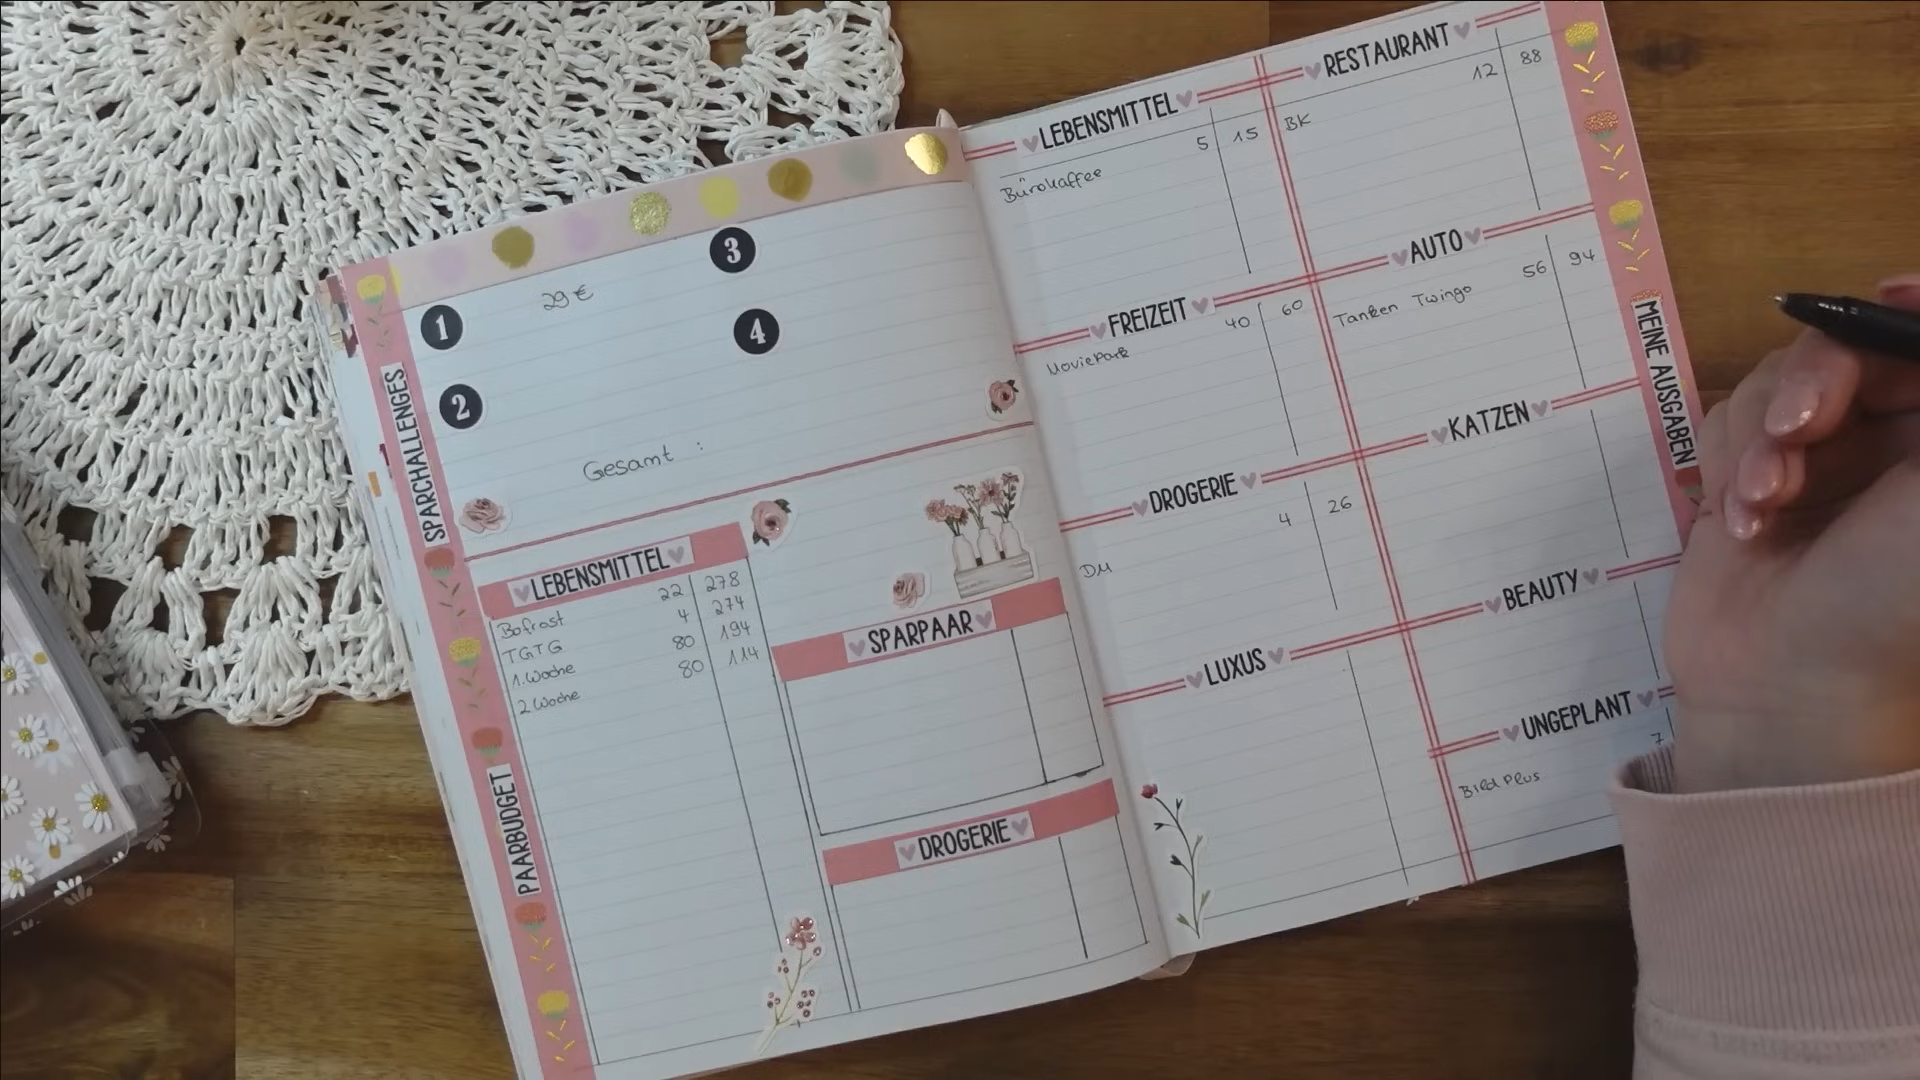 SPARCHALLENGES
1 29 €
2
3
4
Gesamt :
PAARBUDGET
LEBENSMITTEL
Bofrost 22 278
TGTG 4 274
1. Woche 80 194
2 Woche 80 114
SPARPAAR
DROGERIE
LEBENSMITTEL
5 15
Bürokaffee
RESTAURANT
12 88
BK
FREIZEIT
40 60
MoviePark
AUTO
56 94
Tanken Twingo
DROGERIE
4 26
DM
KATZEN
LUXUS
BEAUTY
UNGEPLANT
7
Bild Plus
MEINE AUSGABEN